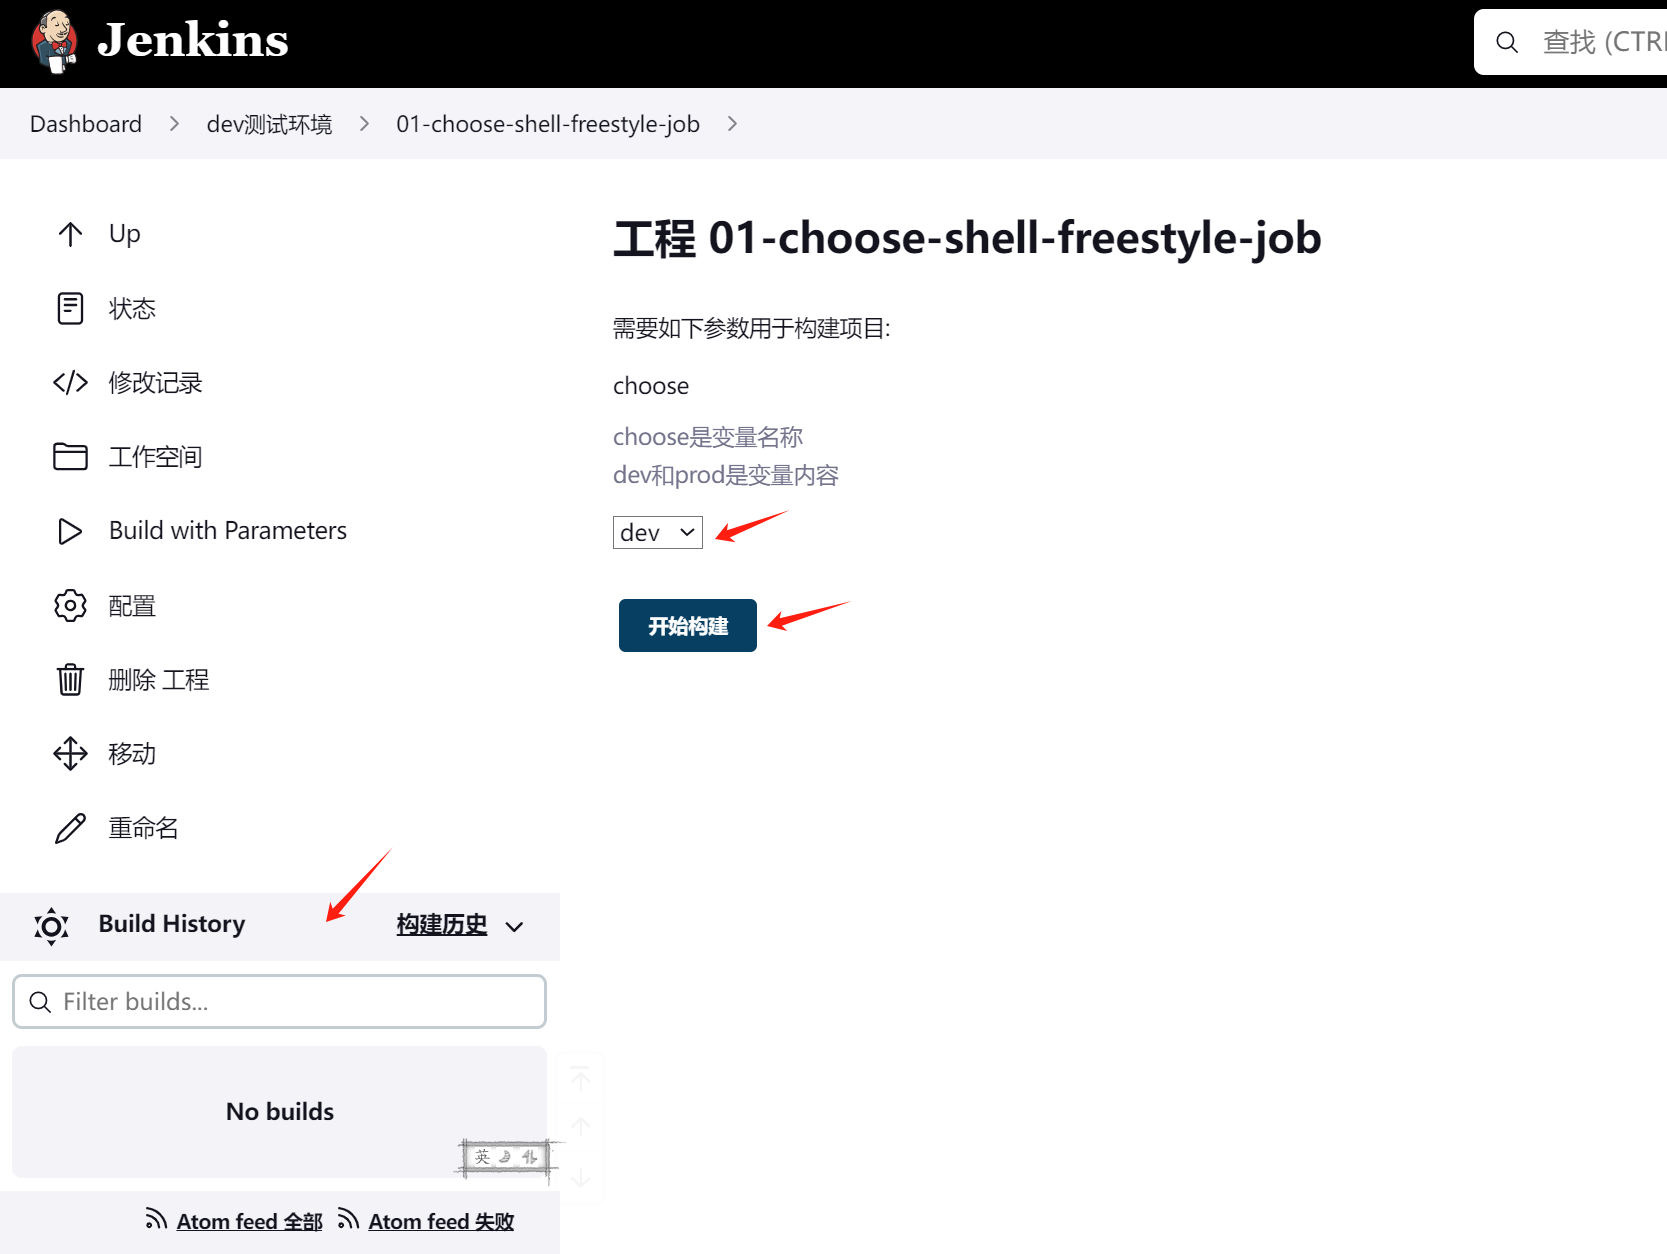 Jenkins
查找 (CTRL
Dashboard
dev测试环境
01-choose-shell-freestyle-job
Up
状态
修改记录
工作空间
Build with Parameters
配置
删除 工程
移动
重命名
工程 01-choose-shell-freestyle-job
需要如下参数用于构建项目:
choose
choose是变量名称
dev和prod是变量内容
dev
开始构建
Build History
构建历史
Filter builds...
No builds
英
Atom feed 全部
Atom feed 失败